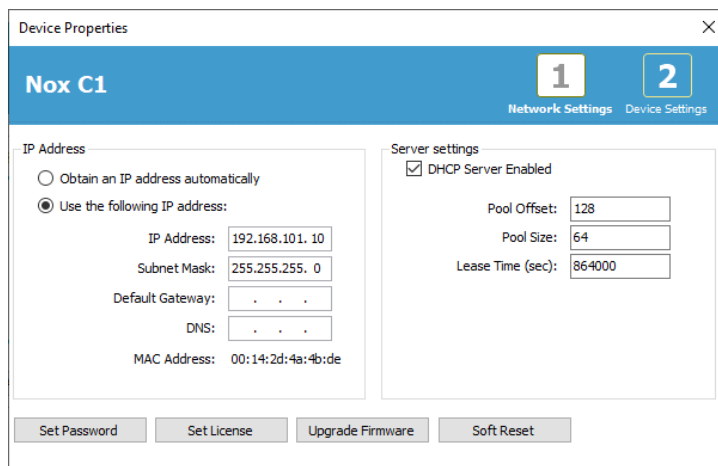 Device Properties
Nox C1
1
Network Settings
2
Device Settings
IP Address
Obtain an IP address automatically
Use the following IP address:
IP Address: 192.168.101. 10
Subnet Mask: 255.255.255. 0
Default Gateway: . . .
DNS: . . .
MAC Address: 00:14:2d:4a:4b:de
Server settings
DHCP Server Enabled
Pool Offset: 128
Pool Size: 64
Lease Time (sec): 864000
Set Password
Set License
Upgrade Firmware
Soft Reset